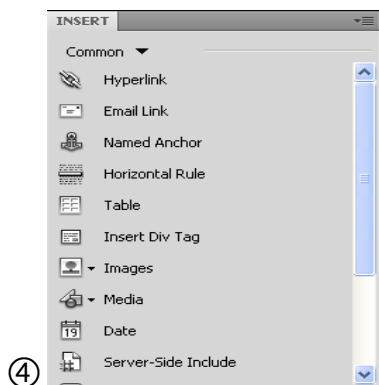 INSERT
Common
Hyperlink
Email Link
Named Anchor
Horizontal Rule
Table
Insert Div Tag
Images
Media
19 Date
④ Server-Side Include